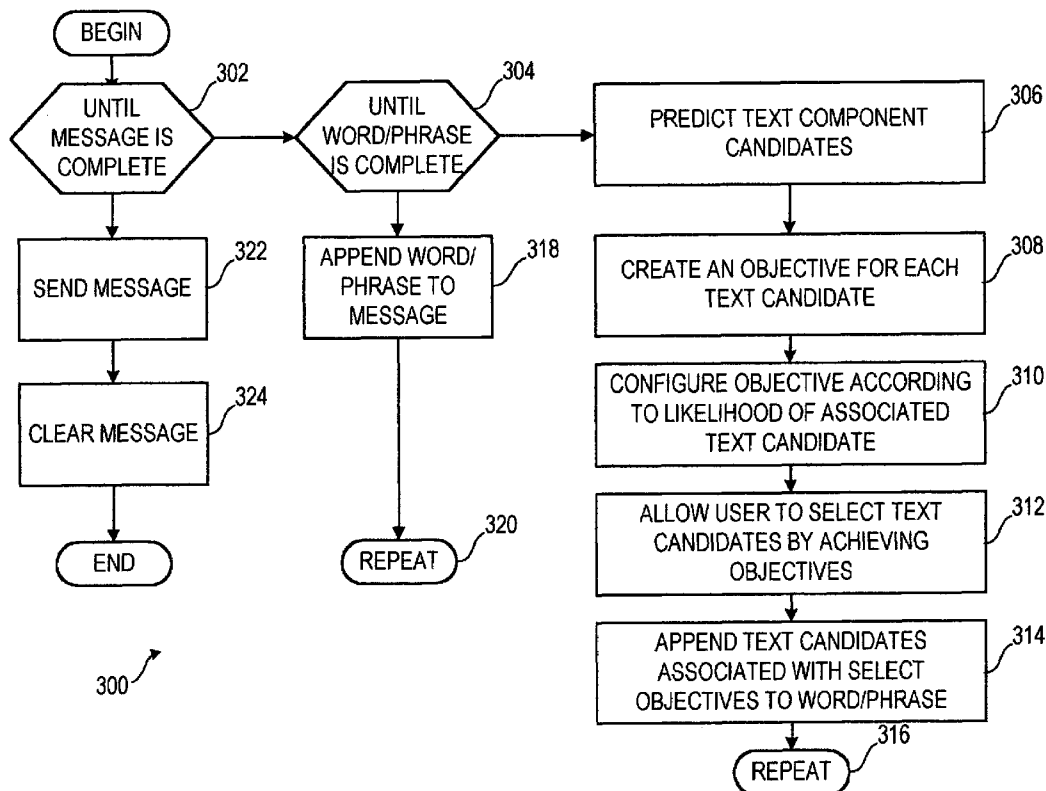 BEGIN
302
UNTIL
MESSAGE IS
COMPLETE
304
UNTIL
WORD/PHRASE
IS COMPLETE
306
PREDICT TEXT COMPONENT
CANDIDATES
322
SEND MESSAGE
318
APPEND WORD/
PHRASE TO
MESSAGE
308
CREATE AN OBJECTIVE FOR EACH
TEXT CANDIDATE
324
CLEAR MESSAGE
310
CONFIGURE OBJECTIVE ACCORDING
TO LIKELIHOOD OF ASSOCIATED
TEXT CANDIDATE
END
320
REPEAT
312
ALLOW USER TO SELECT TEXT
CANDIDATES BY ACHIEVING
OBJECTIVES
300
314
APPEND TEXT CANDIDATES
ASSOCIATED WITH SELECT
OBJECTIVES TO WORD/PHRASE
316
REPEAT